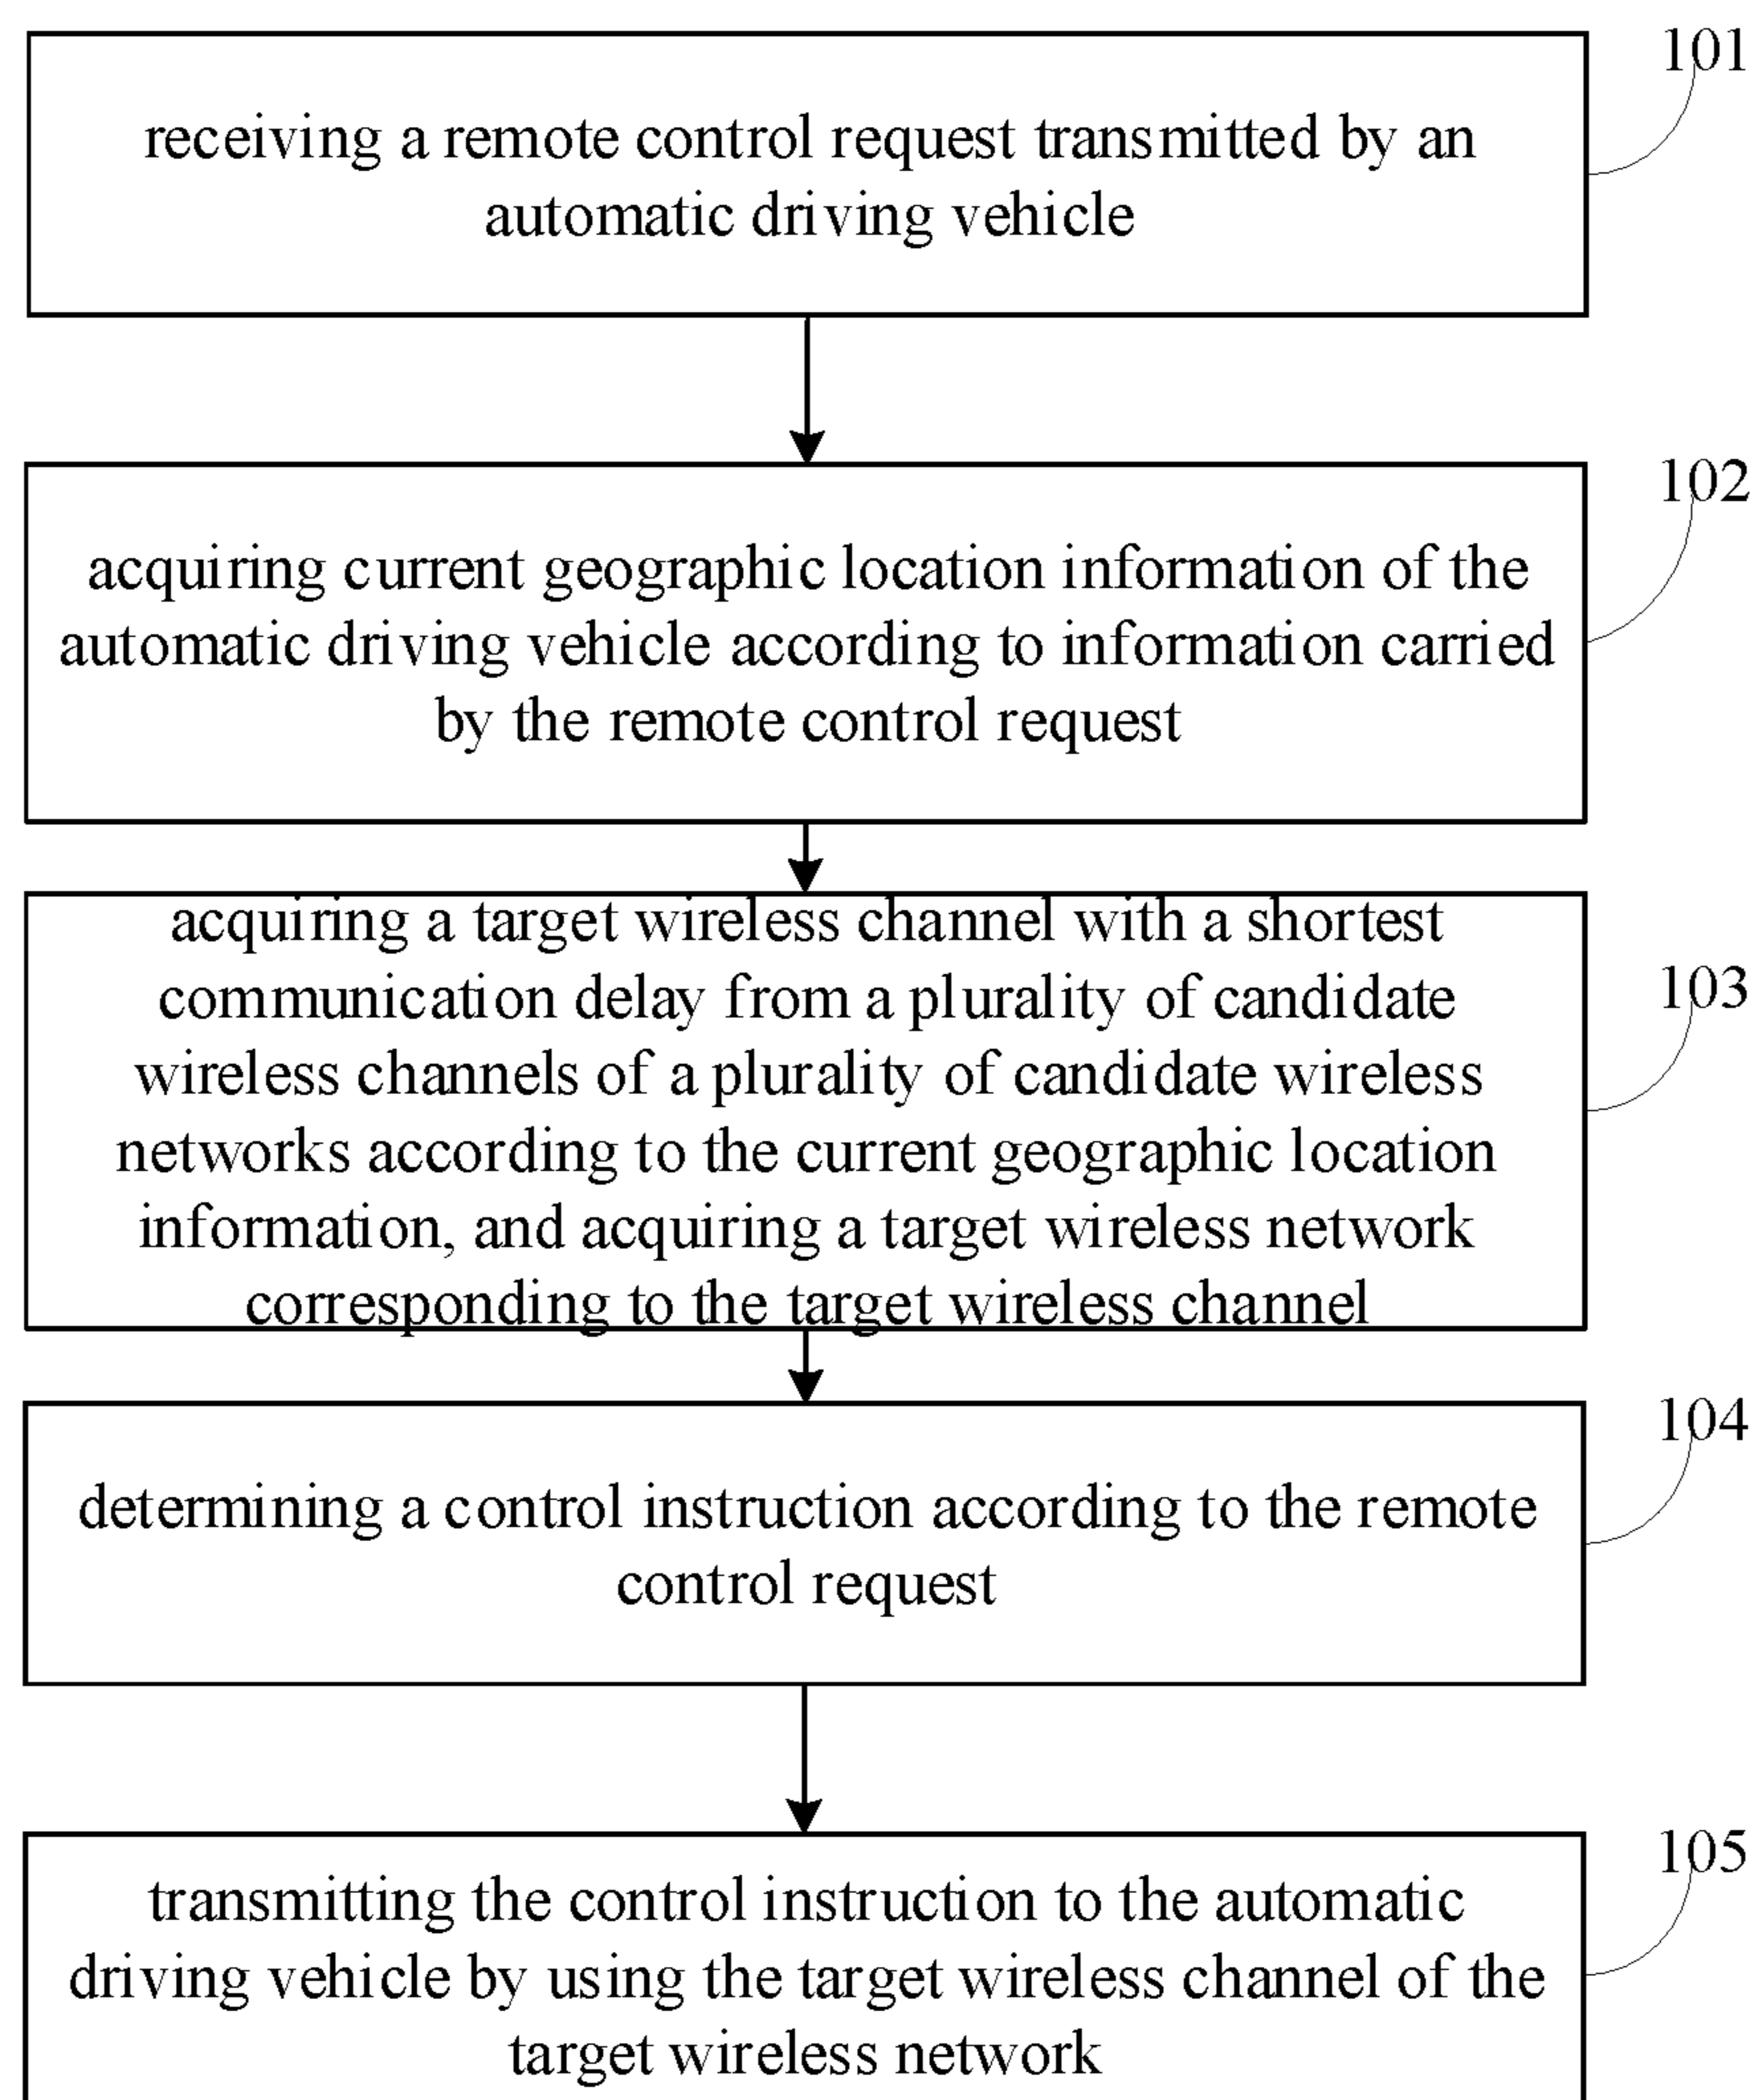 101
receiving a remote control request transmitted by an
automatic driving vehicle
102
acquiring current geographic location information of the
automatic driving vehicle according to information carried
by the remote control request
103
acquiring a target wireless channel with a shortest
communication delay from a plurality of candidate
wireless channels of a plurality of candidate wireless
networks according to the current geographic location
information, and acquiring a target wireless network
corresponding to the target wireless channel
104
determining a control instruction according to the remote
control request
105
transmitting the control instruction to the automatic
driving vehicle by using the target wireless channel of the
target wireless network